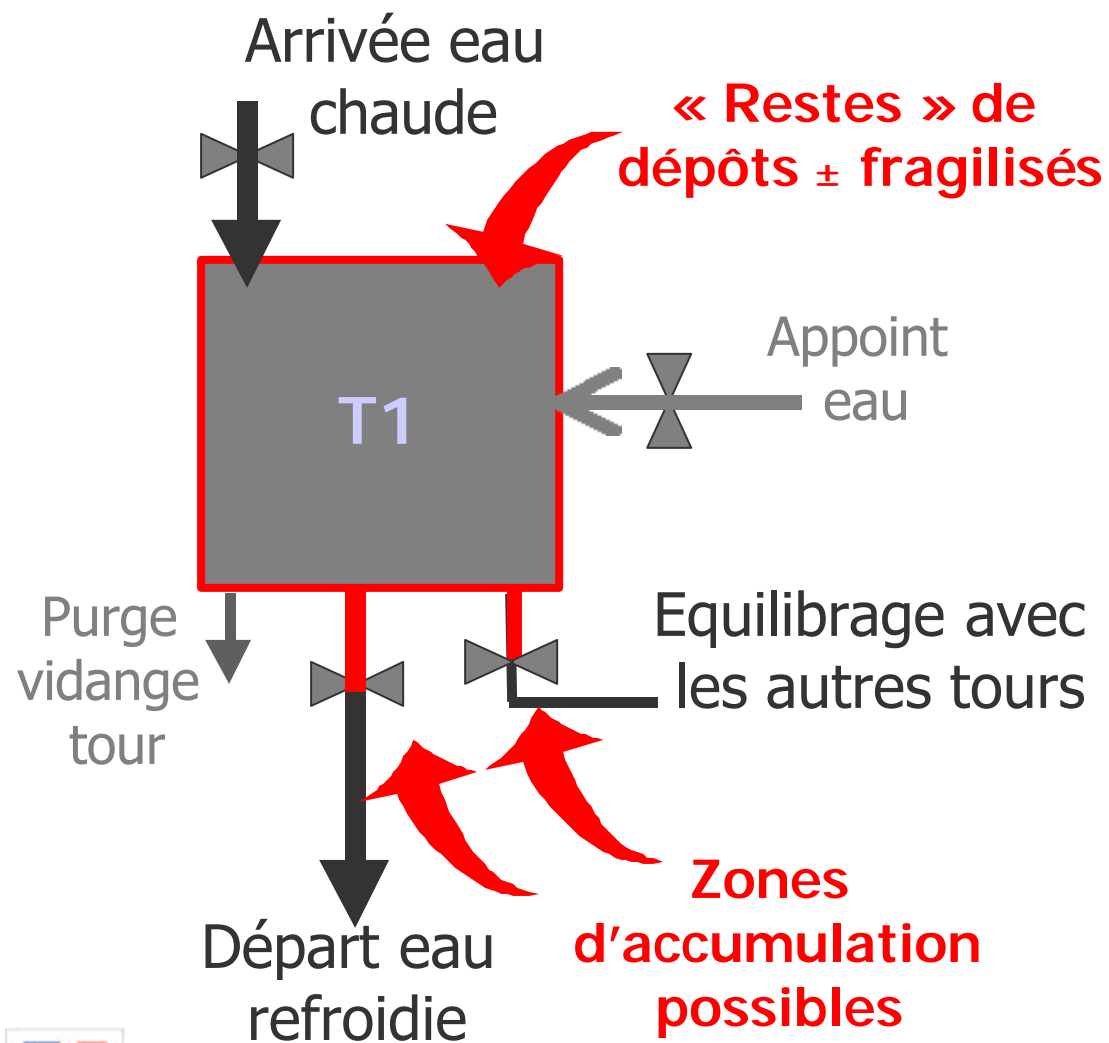 Arrivée eau
chaude
« Restes » de
dépôts ± fragilisés
Appoint
eau
T1
Purge
vidange
tour
Equilibrage avec
les autres tours
Zones
d'accumulation
possibles
Départ eau
refroidie